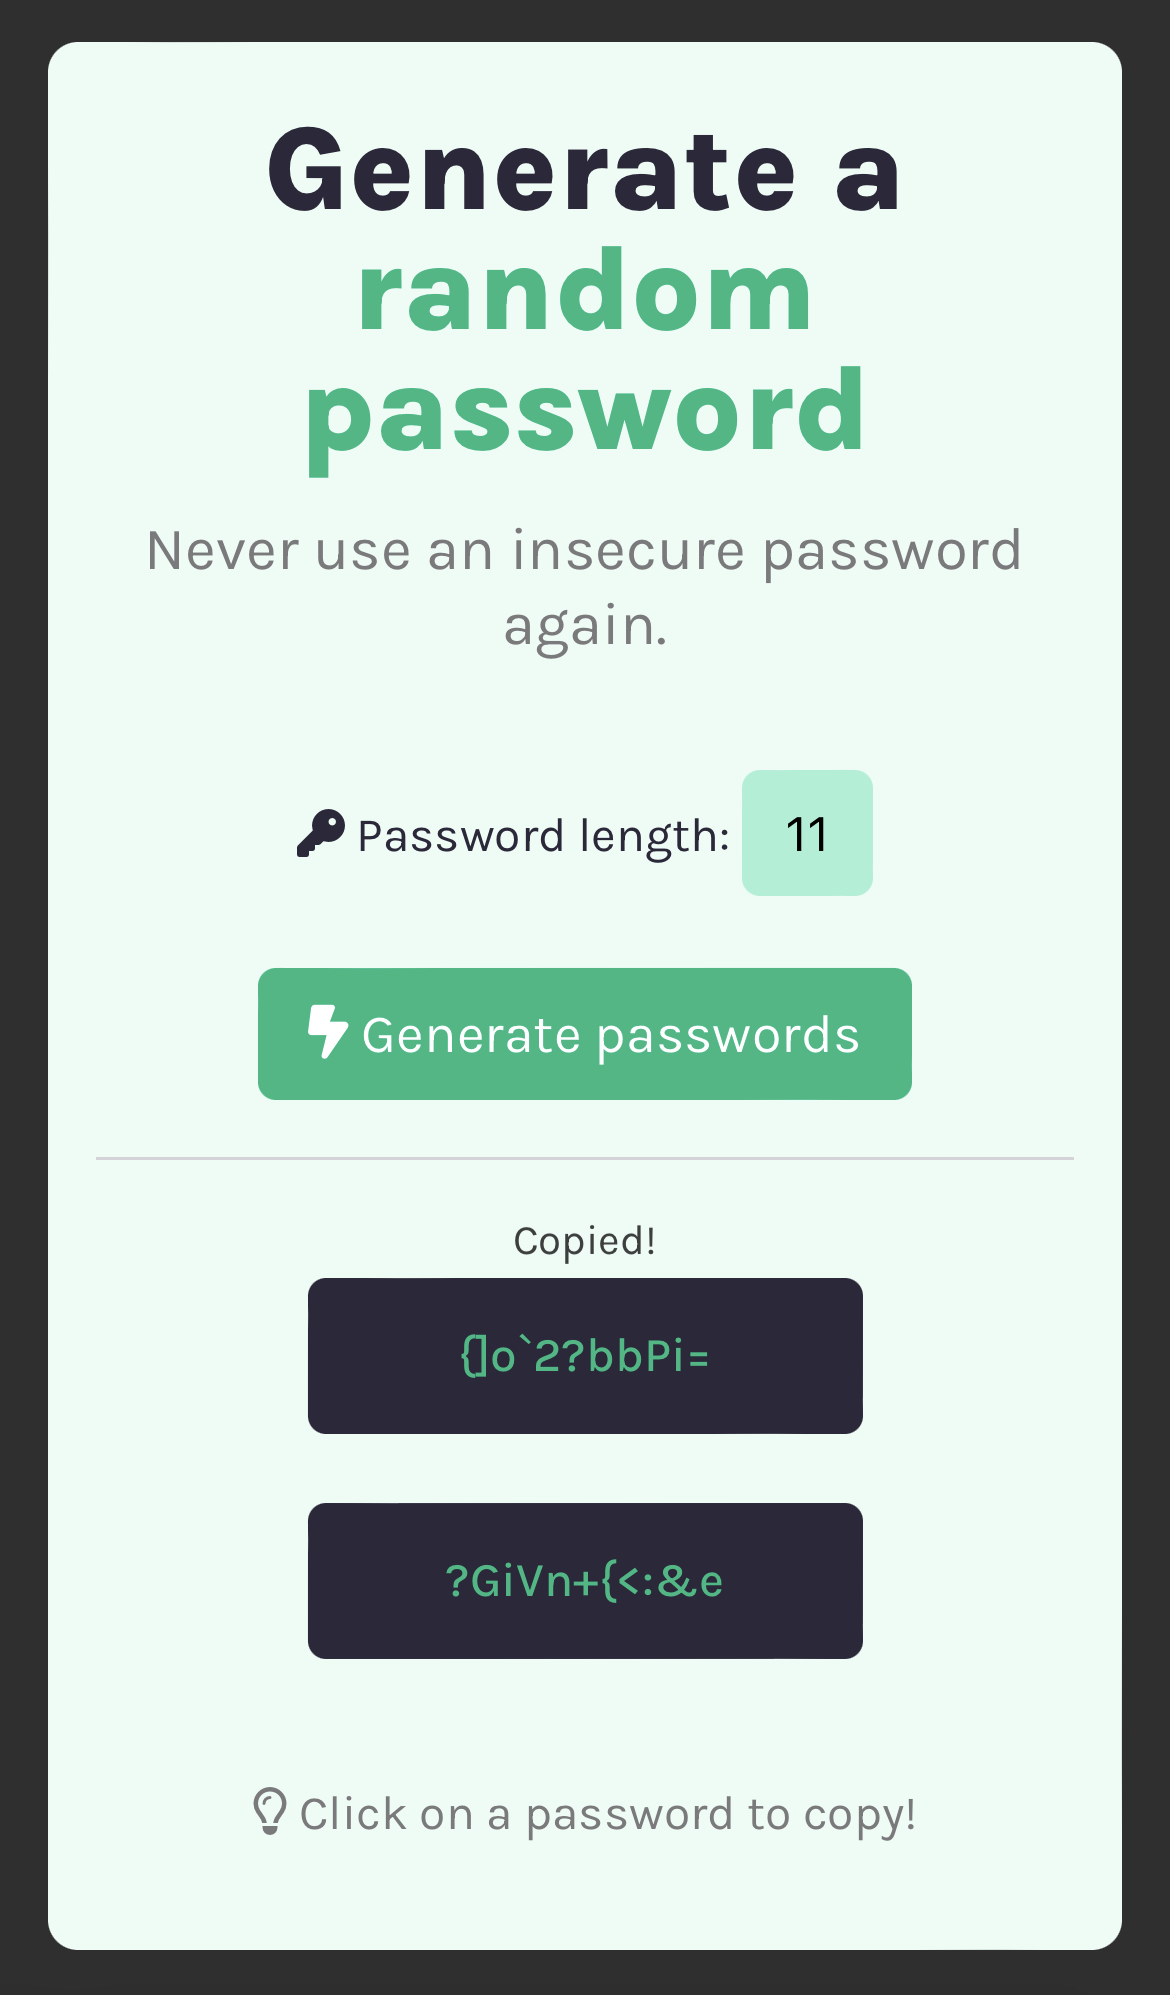 Generate a
random
password
Never use an insecure password
again.
Password length: 11
Generate passwords
Copied!
{]o`2?bbPi=
?GiVn+{<:&e
Click on a password to copy!